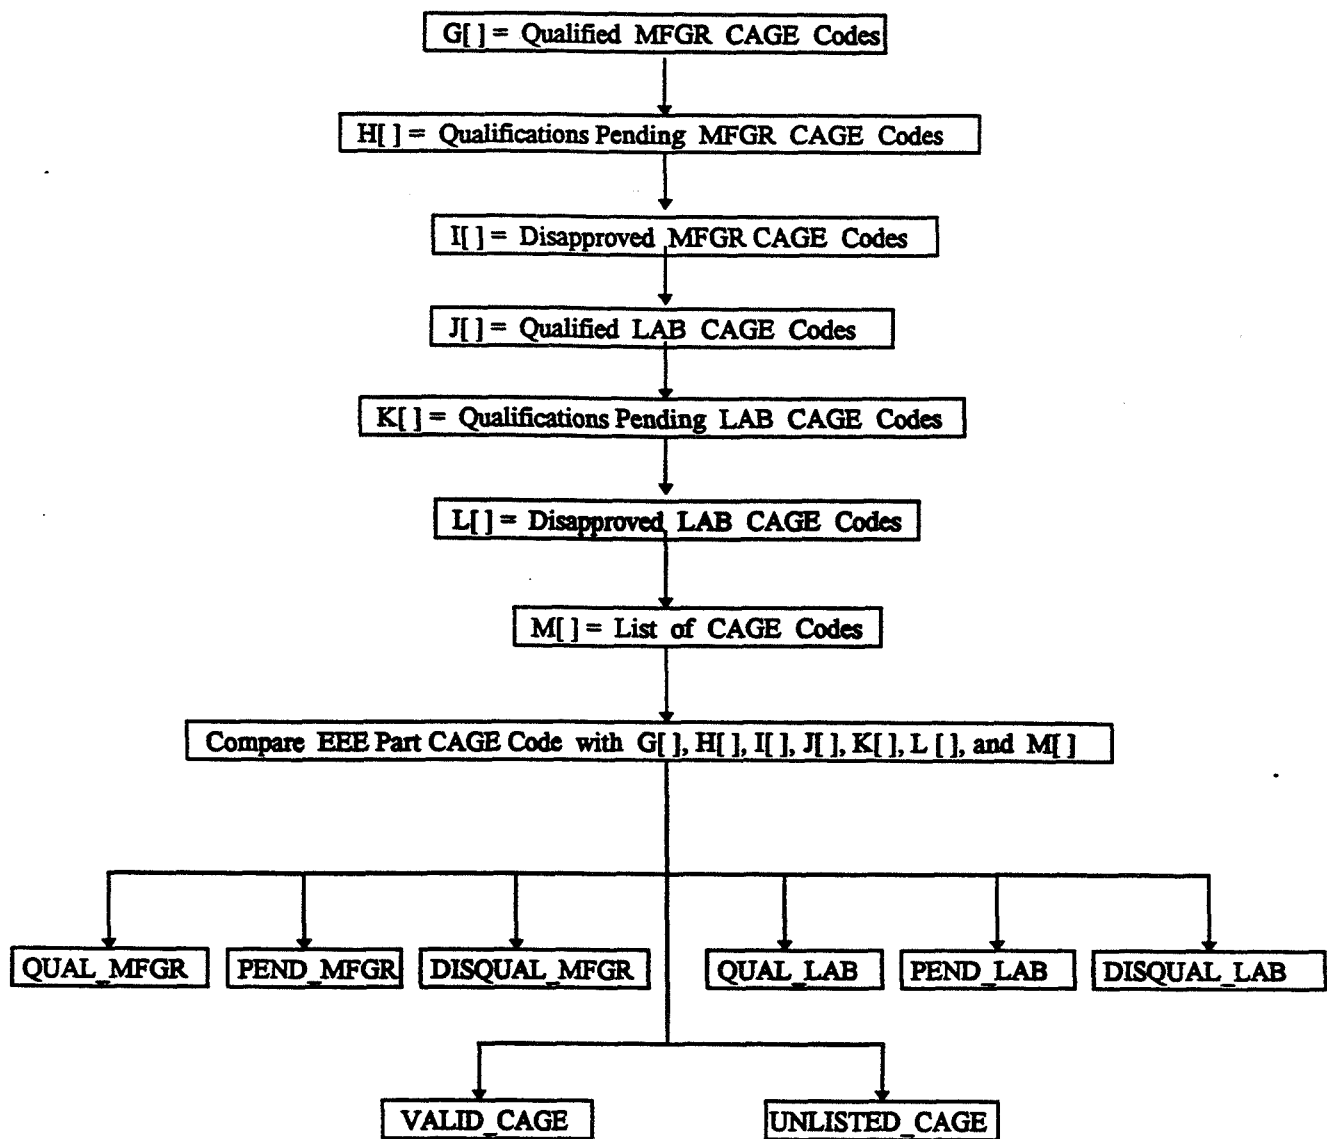 G[ ] = Qualified MFGR CAGE Codes
H[ ] = Qualifications Pending MFGR CAGE Codes
I[ ] = Disapproved MFGR CAGE Codes
J[ ] = Qualified LAB CAGE Codes
K[ ] = Qualifications Pending LAB CAGE Codes
L[ ] = Disapproved LAB CAGE Codes
M[ ] = List of CAGE Codes
Compare EEE Part CAGE Code with G[ ], H[ ], I[ ], J[ ], K[ ], L [ ], and M[ ]
QUAL_MFGR PEND_MFGR DISQUAL_MFGR QUAL_LAB PEND_LAB DISQUAL_LAB
VALID_CAGE UNLISTED_CAGE